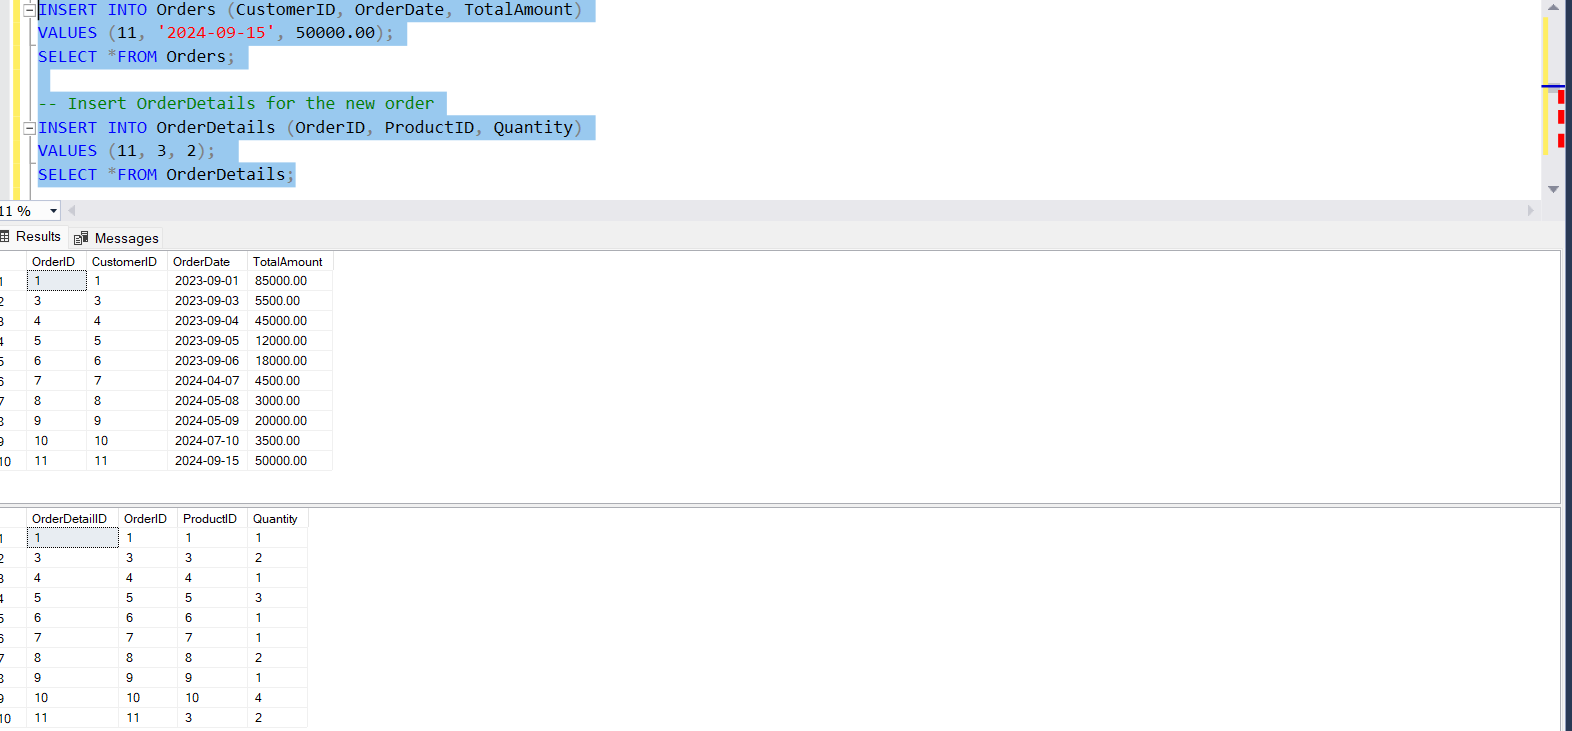 INSERT INTO Orders (CustomerID, OrderDate, TotalAmount)
VALUES (11, '2024-09-15', 50000.00);
SELECT *FROM Orders;
-- Insert OrderDetails for the new order
INSERT INTO OrderDetails (OrderID, ProductID, Quantity)
VALUES (11, 3, 2);
SELECT *FROM OrderDetails;
11 %
Results Messages
OrderID CustomerID OrderDate TotalAmount
1 1 1 2023-09-01 85000.00
2 3 3 2023-09-03 5500.00
3 4 4 2023-09-04 45000.00
4 5 5 2023-09-05 12000.00
5 6 6 2023-09-06 18000.00
6 7 7 2024-04-07 4500.00
7 8 8 2024-05-08 3000.00
8 9 9 2024-05-09 20000.00
9 10 10 2024-07-10 3500.00
10 11 11 2024-09-15 50000.00
OrderDetailID OrderID ProductID Quantity
1 1 1 1 1
2 3 3 3 2
3 4 4 4 1
4 5 5 5 3
5 6 6 6 1
6 7 7 7 1
7 8 8 8 2
8 9 9 9 1
9 10 10 10 4
10 11 11 3 2